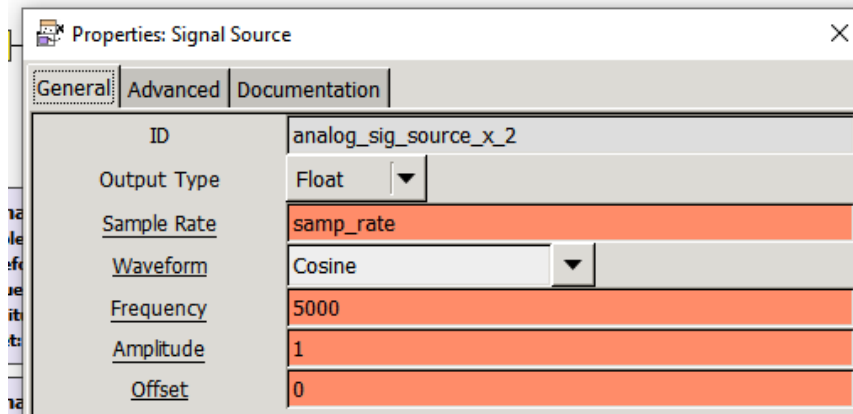 Properties: Signal Source
General Advanced Documentation
ID analog_sig_source_x_2
Output Type Float
Sample Rate samp_rate
Waveform Cosine
Frequency 5000
Amplitude 1
Offset 0